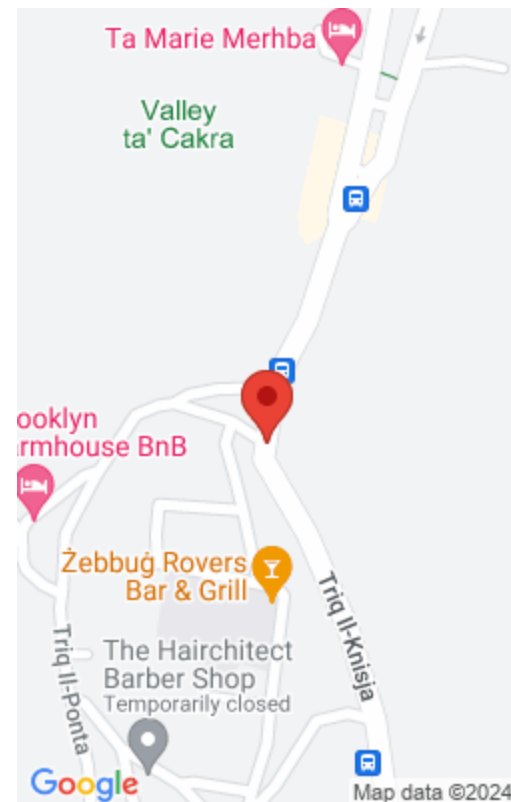 Ta Marie Merhba
Valley
ta' Cakra
ooklyn
rmhouse BnB
Żebbuġ Rovers
Bar & Grill
Triq Il-Knisja
Triq Il-Ponta
The Hairchitect
Barber Shop
Temporarily closed
Google
Map data ©2024